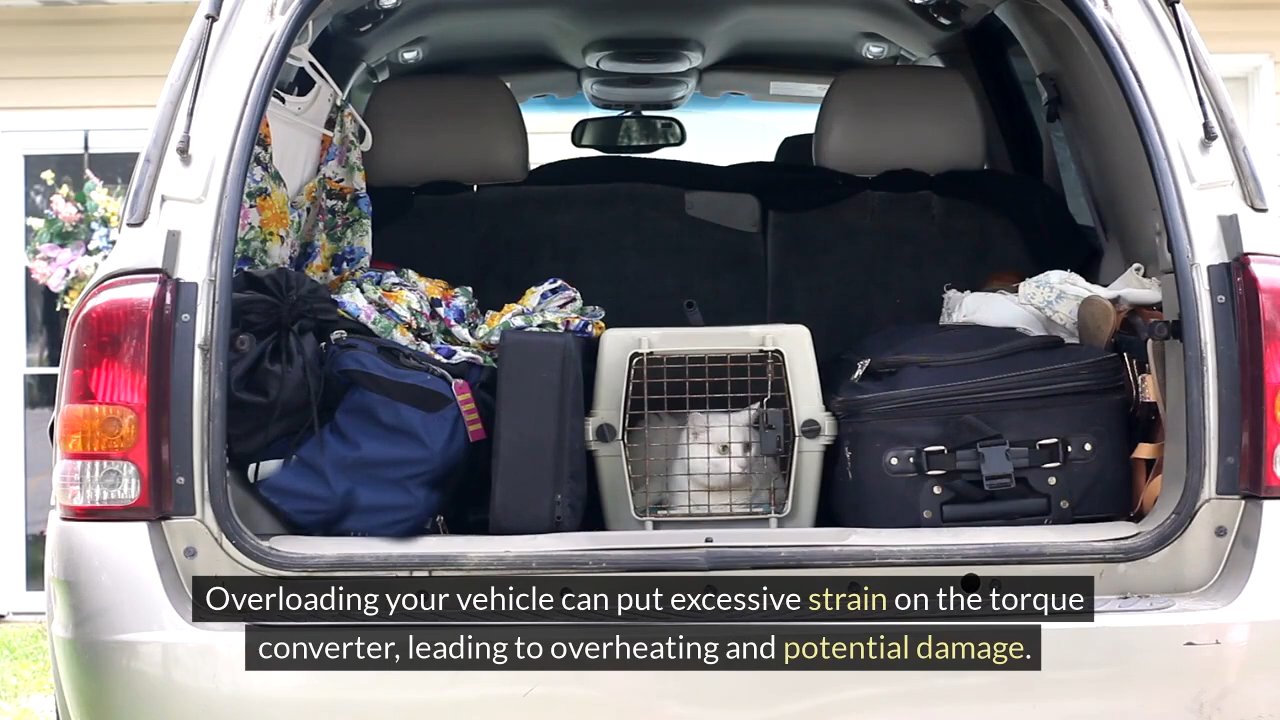 Overloading your vehicle can put excessive strain on the torque
converter, leading to overheating and potential damage.